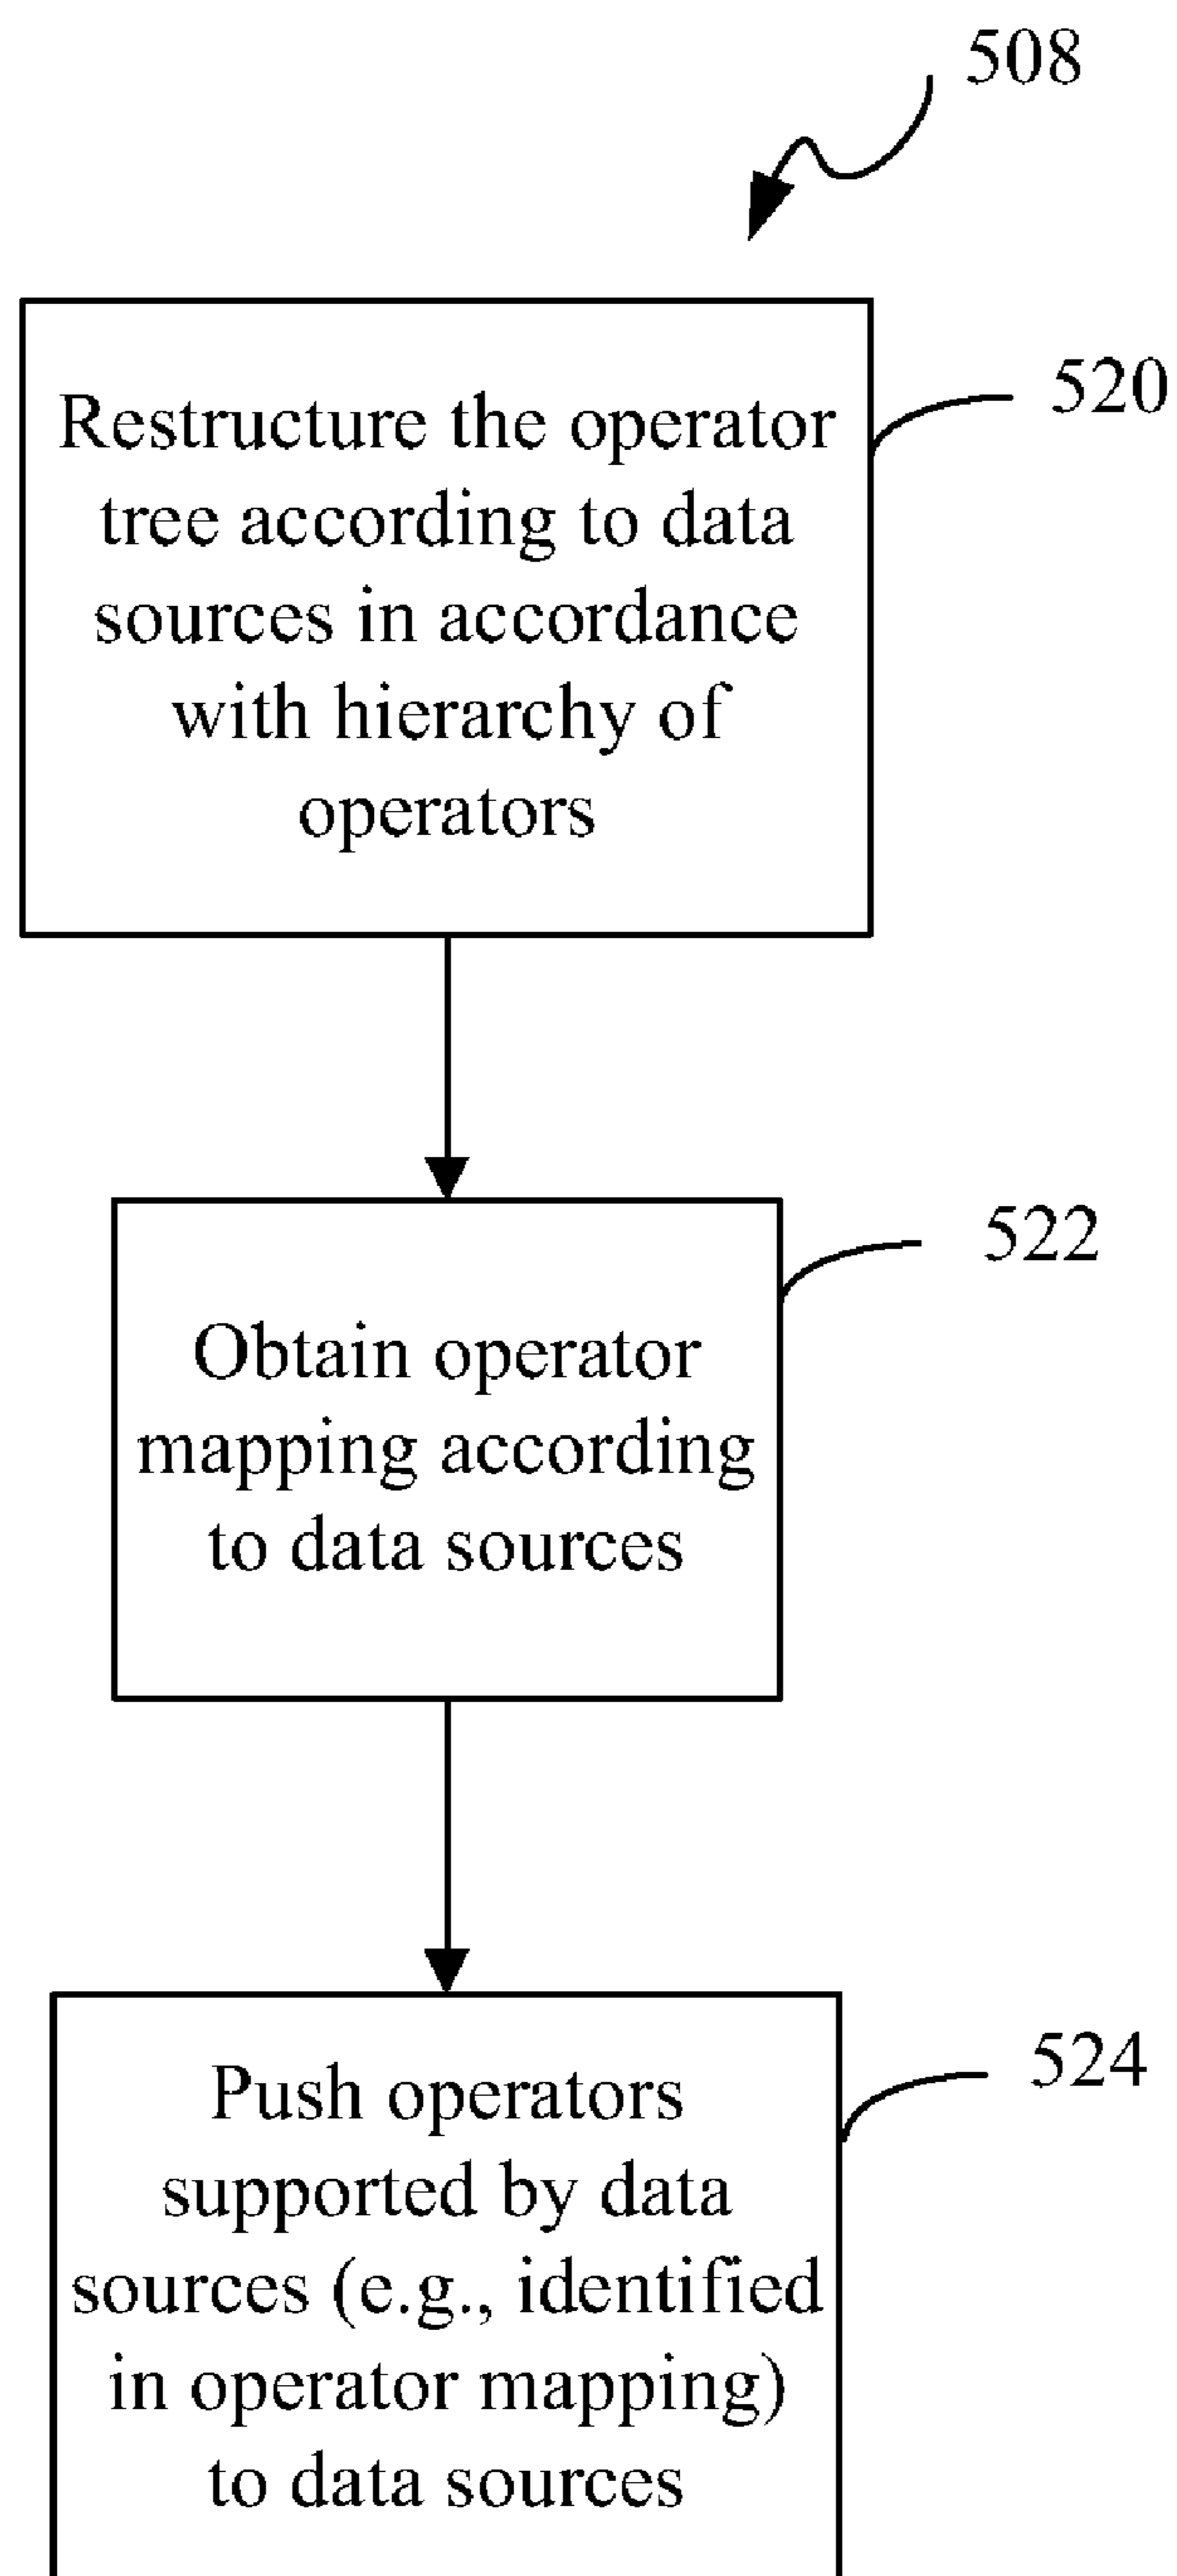 508
Restructure the operator
tree according to data
sources in accordance
with hierarchy of
operators
520
Obtain operator
mapping according
to data sources
522
Push operators
supported by data
sources (e.g., identified
in operator mapping)
to data sources
524